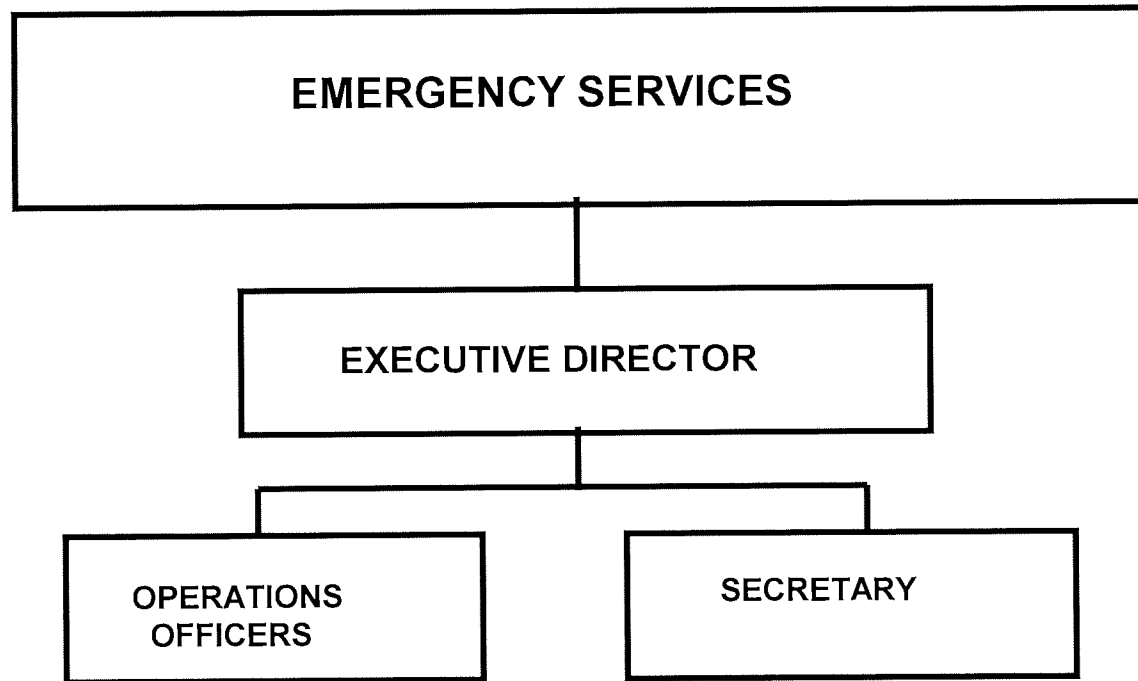 EMERGENCY SERVICES
EXECUTIVE DIRECTOR
OPERATIONS
OFFICERS
SECRETARY